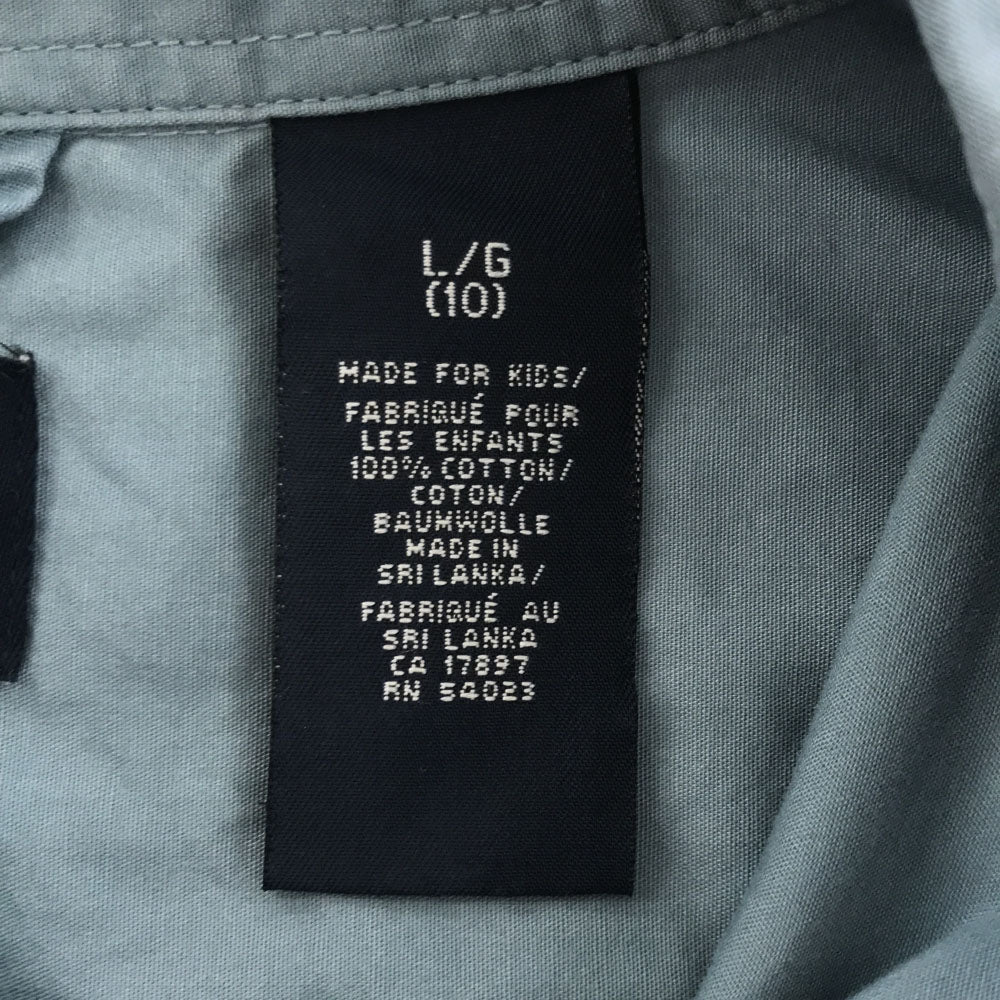 L/G
(10)
MADE FOR KIDS/
FABRIQUÉ POUR
LES ENFANTS
100% COTTON/
COTON/
BAUMWOLLE
MADE IN
SRI LANKA/
FABRIQUÉ AU
SRI LANKA
CA 17897
RN 54023